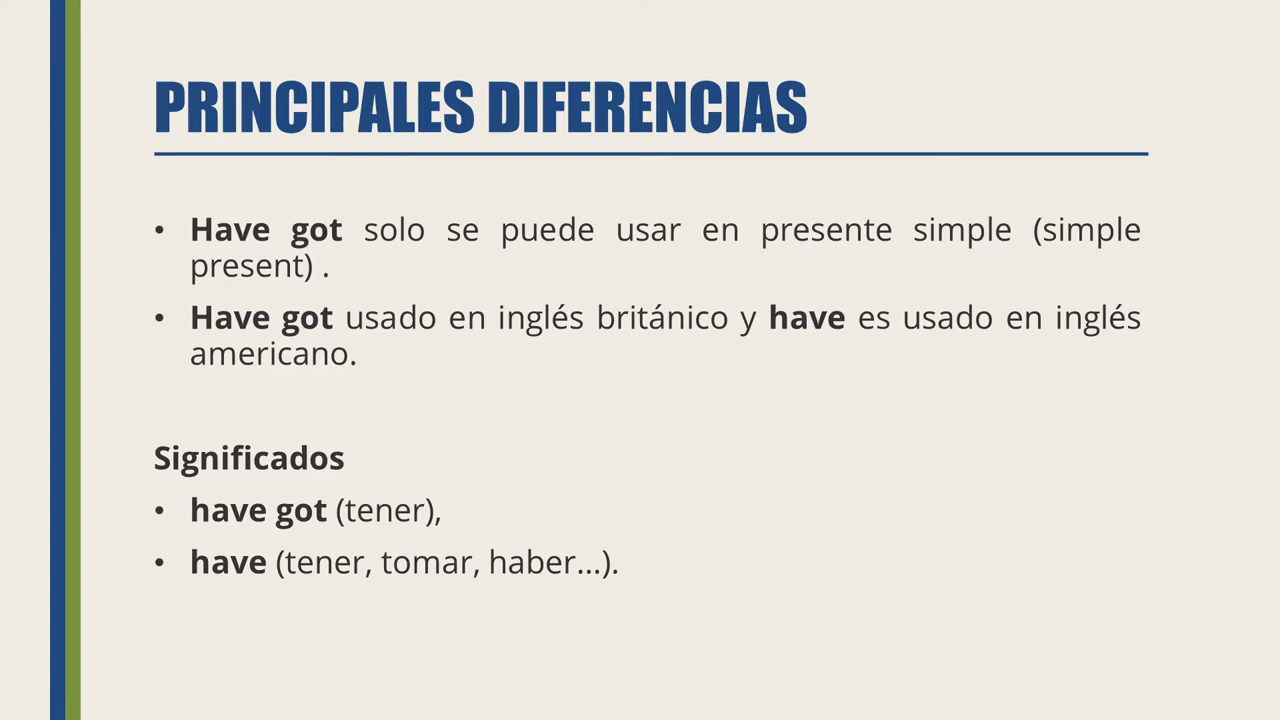 PRINCIPALES DIFERENCIAS
• Have got solo se puede usar en presente simple (simple
present) .
• Have got usado en inglés británico y have es usado en inglés
americano.
Significados
• have got (tener),
• have (tener, tomar, haber...).